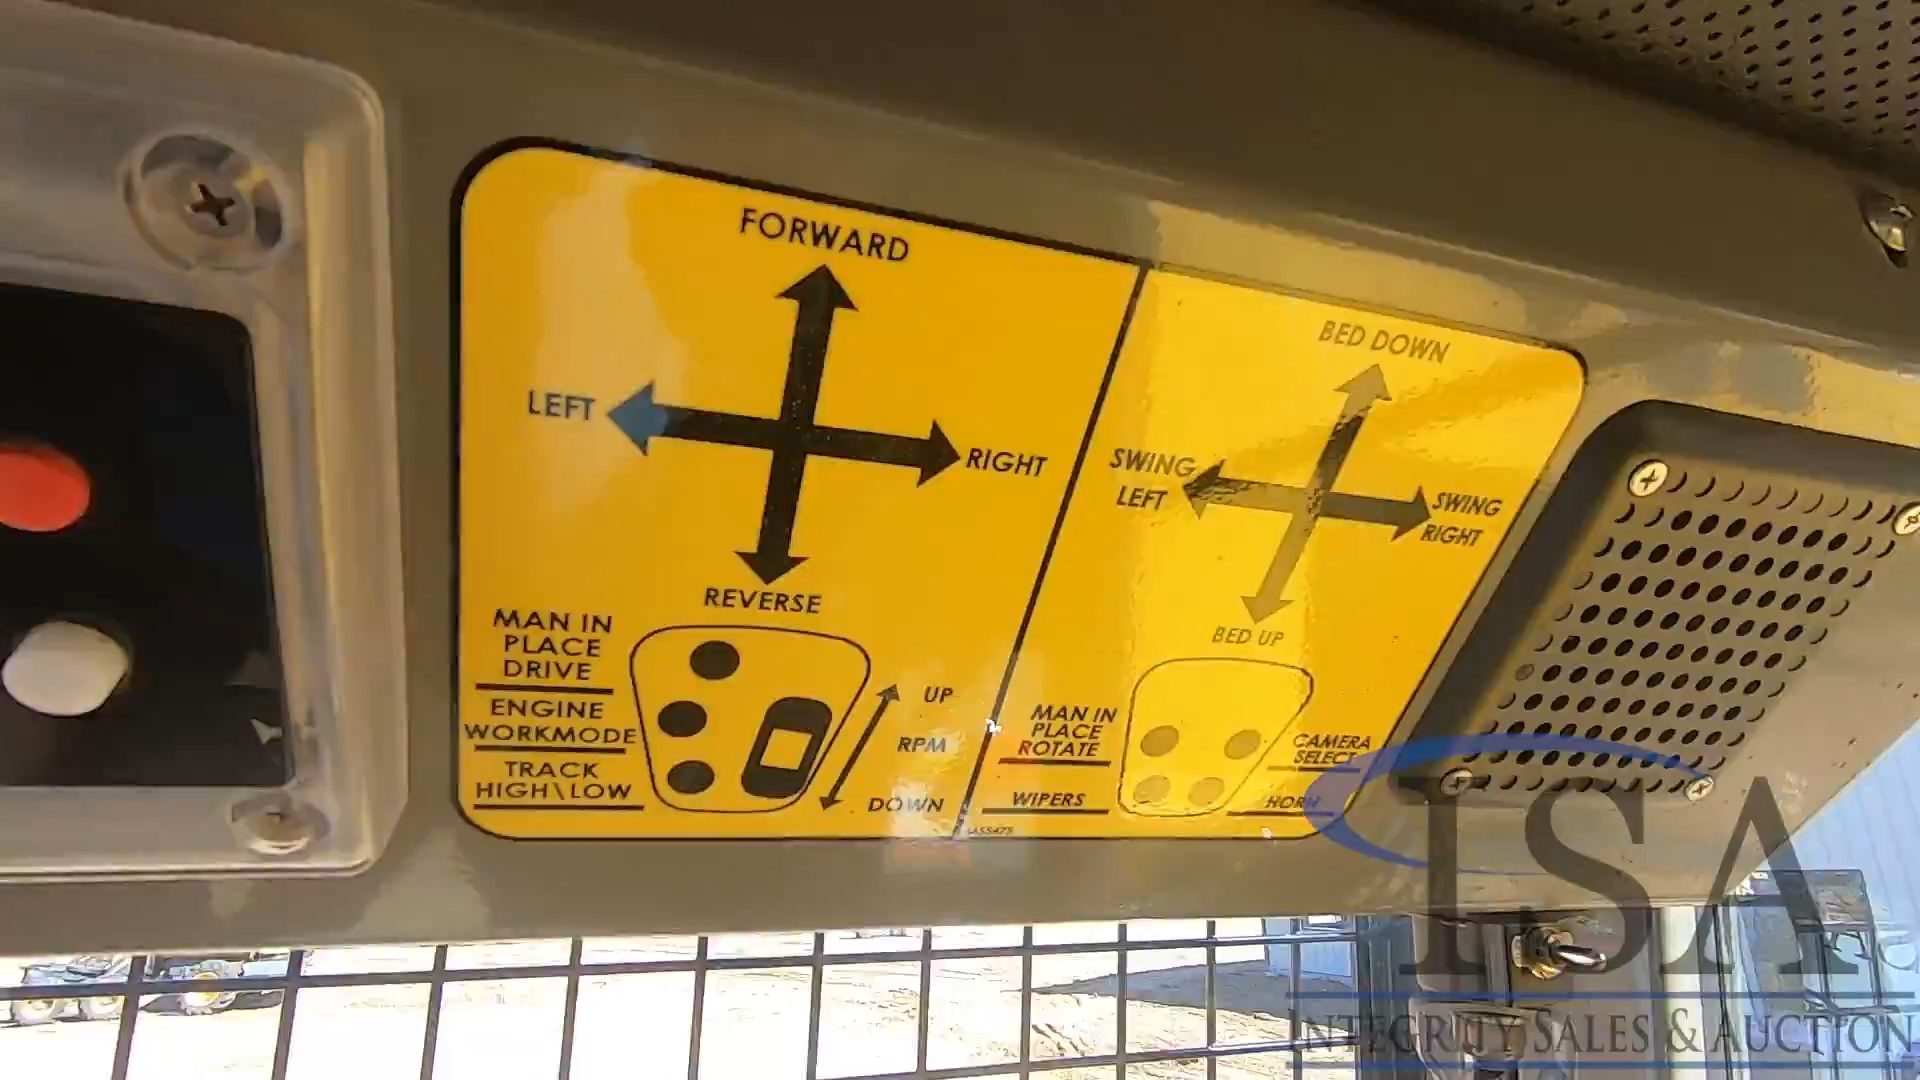 FORWARD
LEFT
RIGHT
REVERSE
MAN IN
PLACE
DRIVE
ENGINE
WORKMODE
TRACK
HIGH\LOW
UP
RPM
DOWN
BED DOWN
SWING
LEFT
SWING
RIGHT
BED UP
MAN IN
PLACE
ROTATE
WIPERS
CAMERA
SELECT
HORN
ISA
INTEGRITY SALES & AUCTION